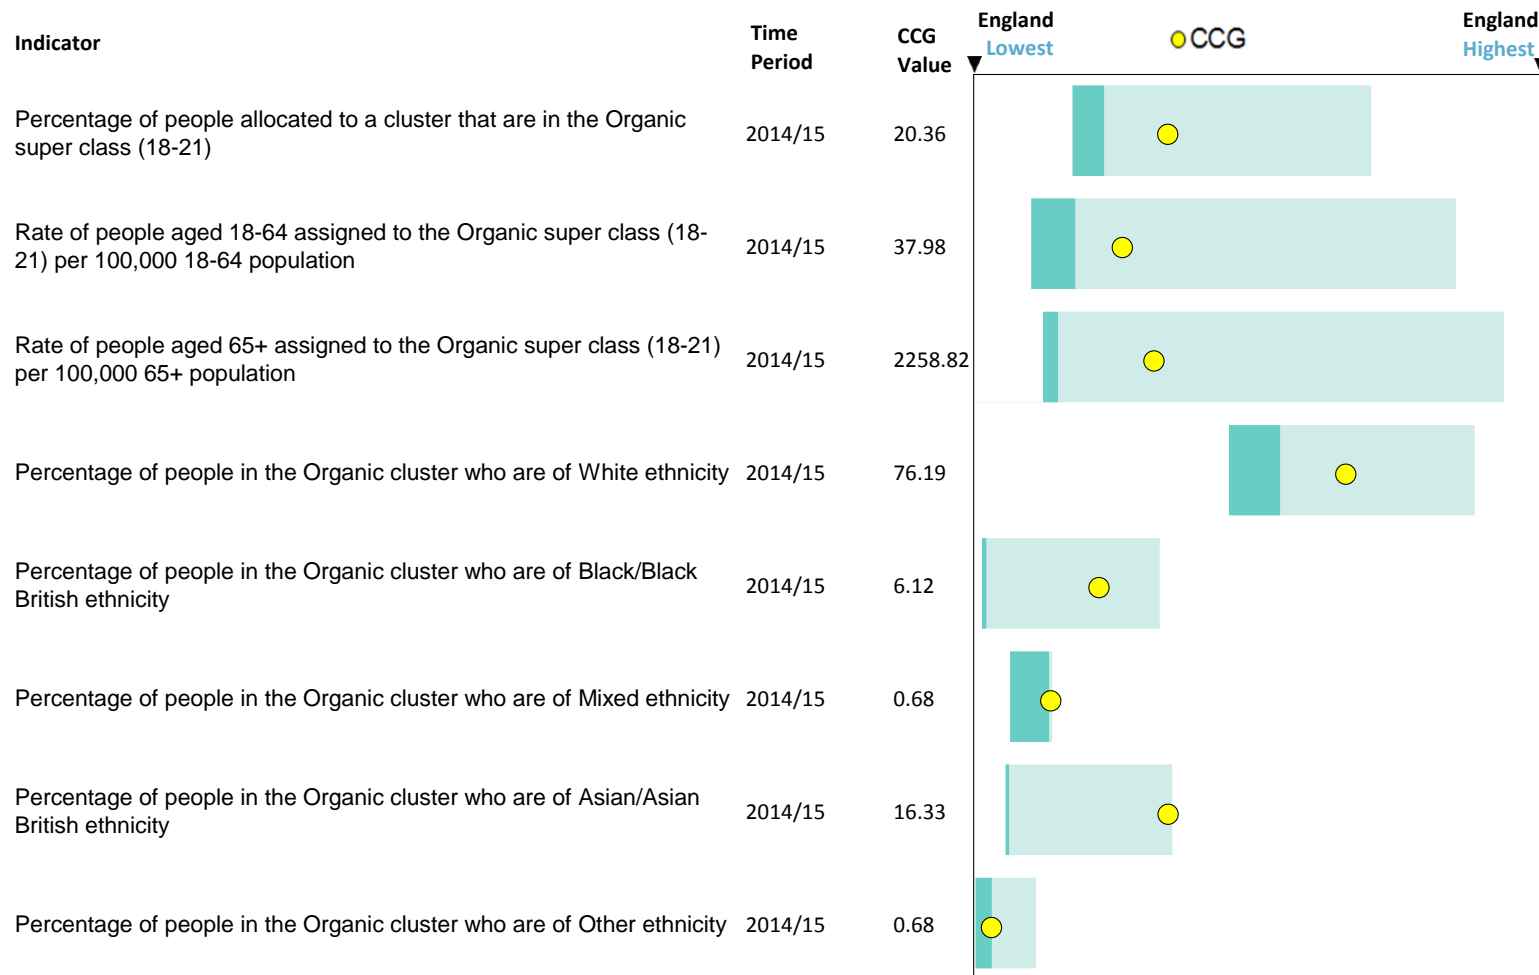 Indicator
Time
Period
CCG
Value
England
Lowest
CCG
England
Highest
Percentage of people allocated to a cluster that are in the Organic
super class (18-21)
2014/15
20.36
Rate of people aged 18-64 assigned to the Organic super class (18-
21) per 100,000 18-64 population
2014/15
37.98
Rate of people aged 65+ assigned to the Organic super class (18-21)
per 100,000 65+ population
2014/15
2258.82
Percentage of people in the Organic cluster who are of White ethnicity
2014/15
76.19
Percentage of people in the Organic cluster who are of Black/Black
British ethnicity
2014/15
6.12
Percentage of people in the Organic cluster who are of Mixed ethnicity
2014/15
0.68
Percentage of people in the Organic cluster who are of Asian/Asian
British ethnicity
2014/15
16.33
Percentage of people in the Organic cluster who are of Other ethnicity
2014/15
0.68